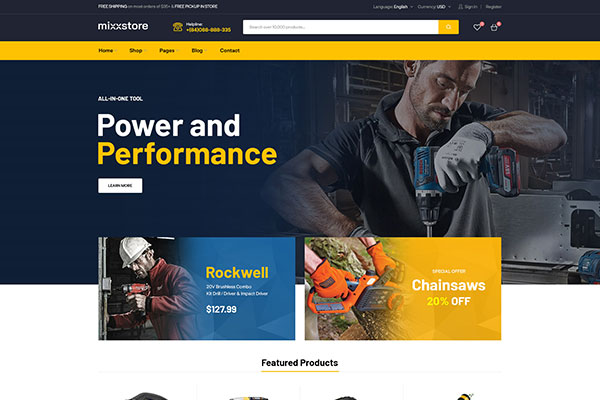 FREE SHIPPING on most orders of $35+ & FREE PICKUP IN STORE
Language: English
Currency: USD
Sign In
Register
mixxstore
Helpline:
+(84)088-888-335
Search over 10,000 products...
Home
Shop
Pages
Blog
Contact
ALL-IN-ONE TOOL
Power and
Performance
LEARN MORE
Rockwell
20V Brushless Combo
Kit Drill / Driver & Impact Driver
$127.99
SPECIAL OFFER
Chainsaws
20% OFF
Featured Products